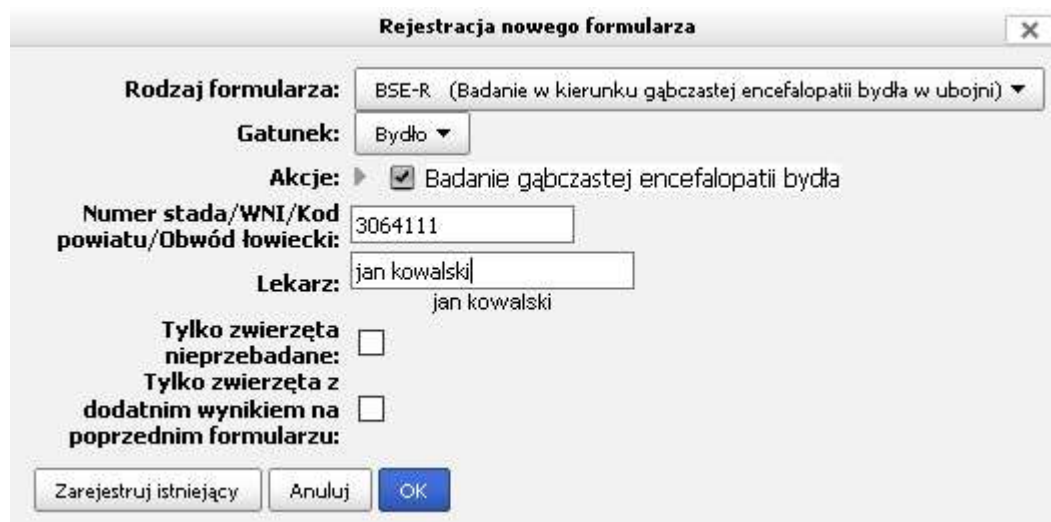 Rejestracja nowego formularza
Rodzaj formularza: BSE-R (Badanie w kierunku gąbczastej encefalopatii bydła w ubojni)
Gatunek: Bydło
Akcje: Badanie gąbczastej encefalopatii bydła
Numer stada/WNI/Kod
powiatu/Obwód łowiecki: 3064111
Lekarz: jan kowalski
jan kowalski
Tylko zwierzęta
nieprzebadane:
Tylko zwierzęta z
dodatnim wynikiem na
poprzednim formularzu:
Zarejestruj istniejący Anuluj OK